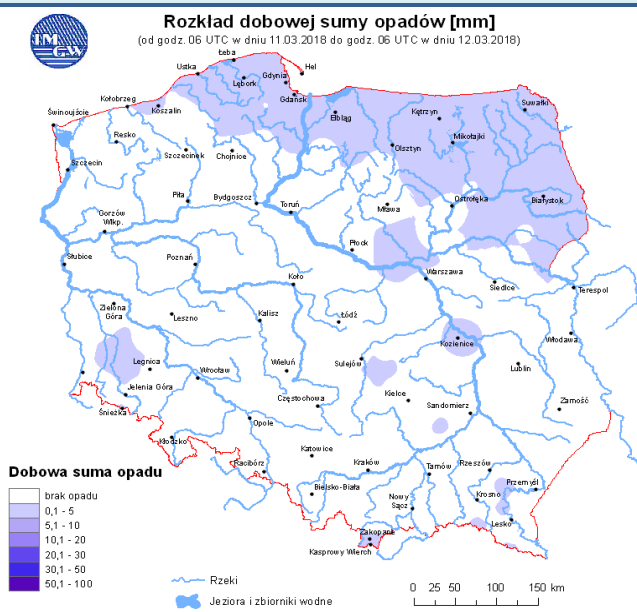 IM
GW
Rozkład dobowej sumy opadów [mm]
(od godz. 06 UTC w dniu 11.03.2018 do godz. 06 UTC w dniu 12.03.2018)
Łeba
Hel
Ustka
Gdynia
Lębork
Suwałki
Kołobrzeg
Gdańsk
Koszalin
Kętrzyn
Elbląg
Świnoujście
Resko
Mikołajki
Olsztyn
Szczecinek
Chojnice
Szczecin
Piła
Bydgoszcz
Toruń
Mława
Ostrołęka
Białystok
Gorzów
Wlkp.
Płock
Słubice
Poznań
Warszawa
Koło
Siedlce
Terespol
Zielona
Góra
Leszno
Kalisz
Łódź
Kozienice
Włodawa
Legnica
Wieluń
Sulejów
Lublin
Wrocław
Jelenia Góra
Częstochowa
Kielce
Sandomierz
Zamość
Śnieżka
Opole
Kłodzko
Katowice
Racibórz
Kraków
Tarnów
Rzeszów
Bielsko-Biała
Przemyśl
Nowy
Sącz
Krosno
Lesko
Zakopane
Kasprowy Wierch
Dobowa suma opadu
brak opadu
0,1 - 5
5,1 - 10
10,1 - 20
20,1 - 30
30,1 - 50
50,1 - 100
Rzeki
Jeziora i zbiorniki wodne
0 25 50 100 150 km